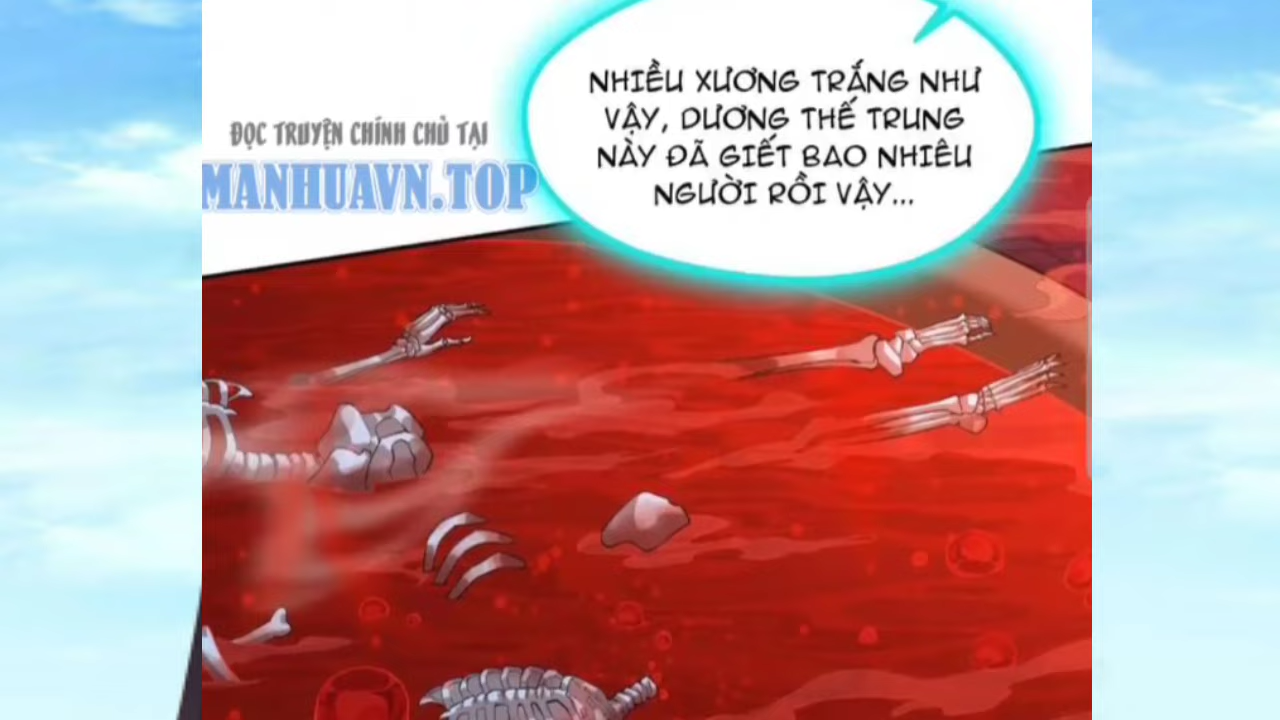 NHIỀU XƯƠNG TRẮNG NHƯ
VẬY, DƯƠNG THẾ TRUNG
NÀY ĐÃ GIẾT BAO NHIÊU
NGƯỜI RỒI VẬY...
ĐỌC TRUYỆN CHÍNH CHỦ TẠI
MANHUAVN.TOP